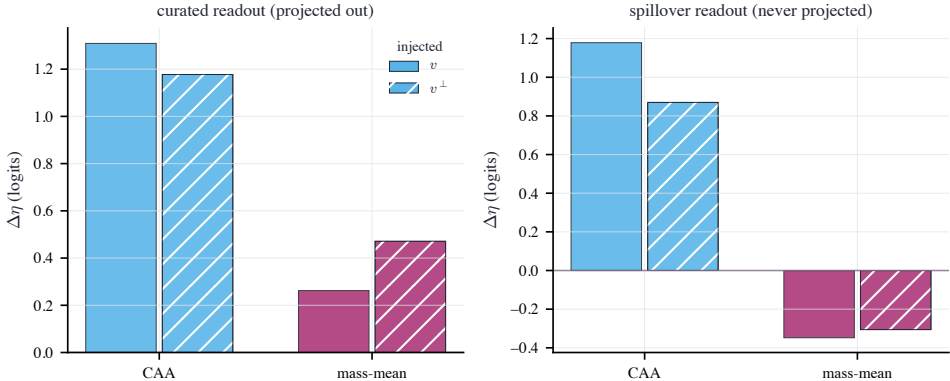 curated readout (projected out)
Δη (logits)
1.2
1.0
0.8
0.6
0.4
0.2
0.0
injected
v
v⊥
CAA
mass-mean
spillover readout (never projected)
Δη (logits)
1.2
1.0
0.8
0.6
0.4
0.2
0.0
−0.2
−0.4
CAA
mass-mean